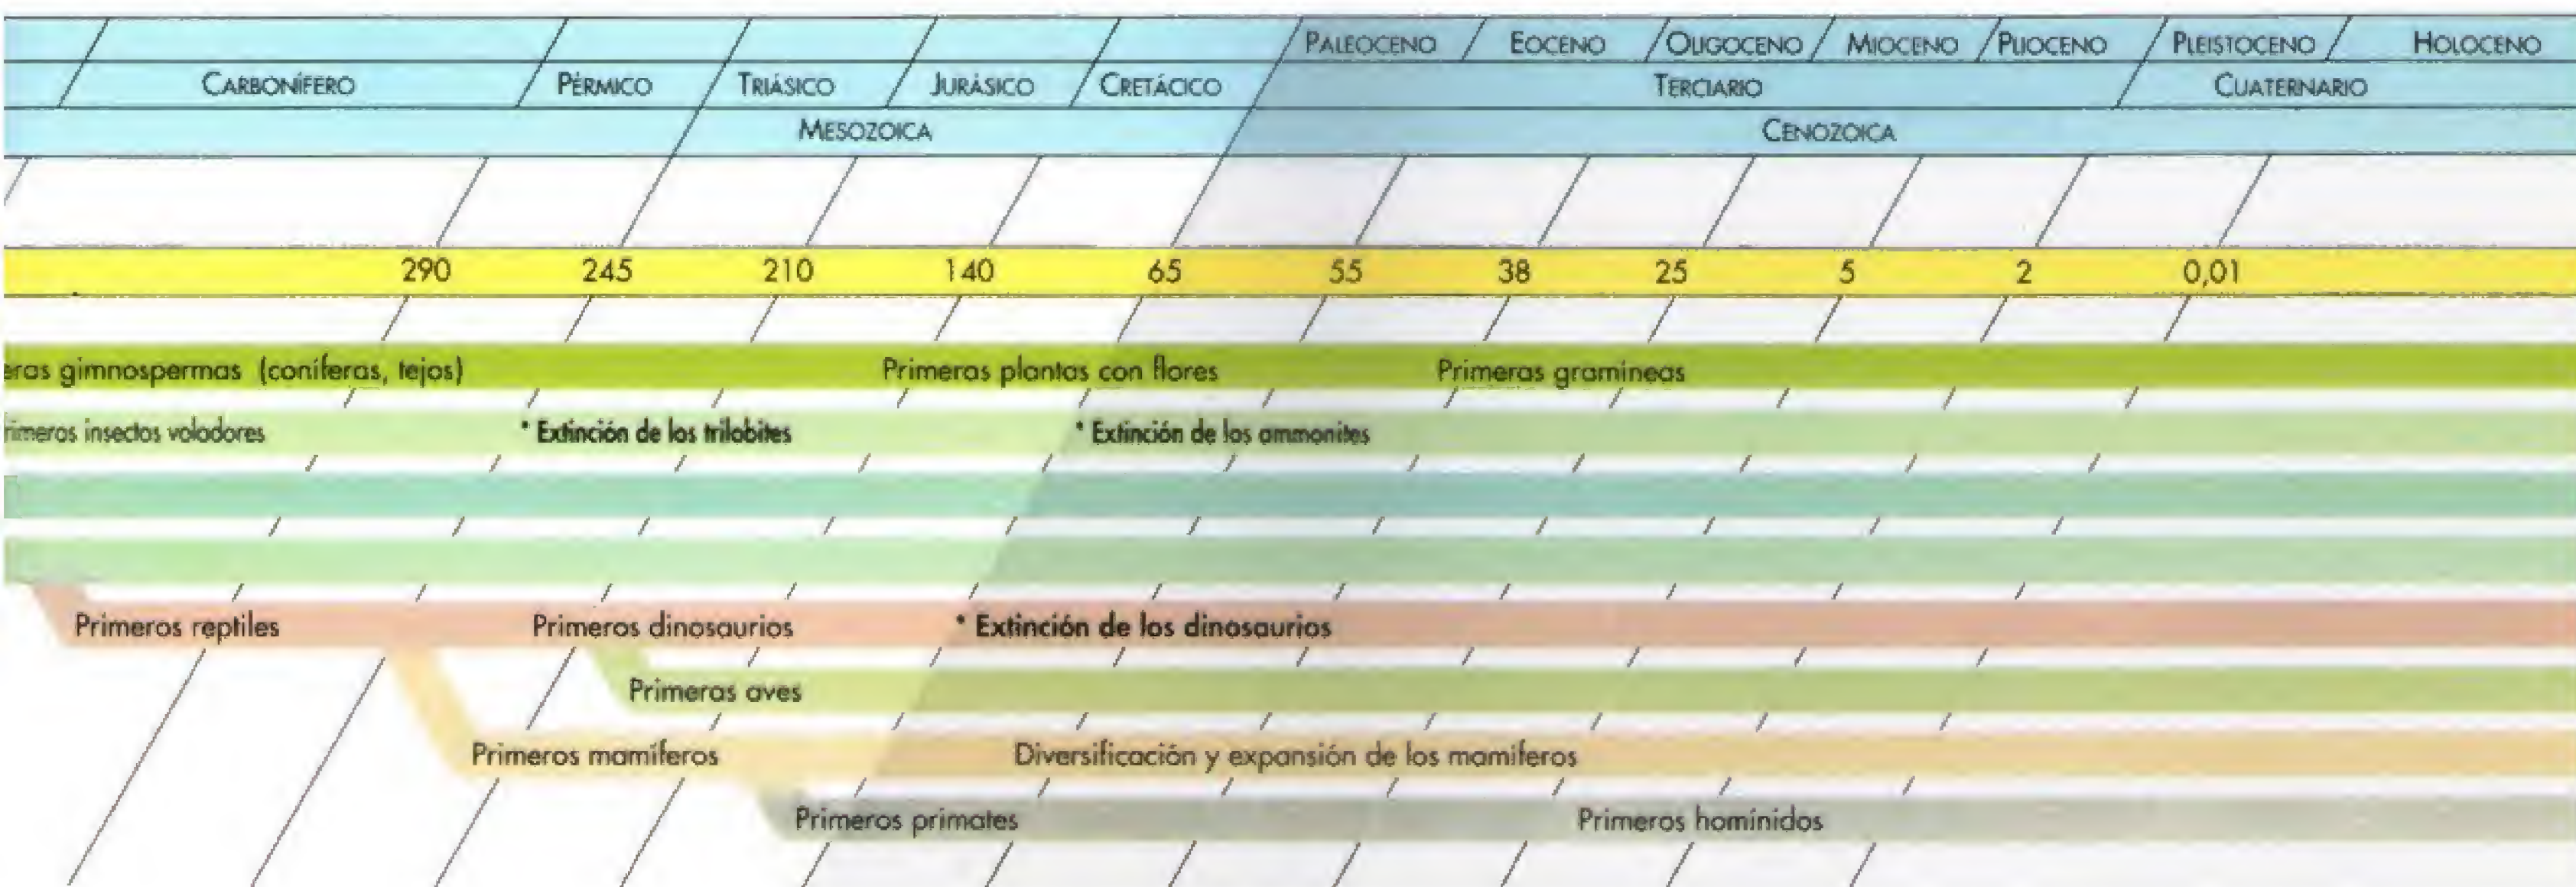 PALEOCENO EOCENO OLIGOCENO MIOCENO PLIOCENO PLEISTOCENO HOLOCENO
CARBONÍFERO PÉRMICO TRIÁSICO JURÁSICO CRETÁCICO TERCIARIO CUATERNARIO
MESOZOICA CENOZOICA
290 245 210 140 65 55 38 25 5 2 0,01
gimnospermas (coníferas, tejos) Primeras plantas con flores Primeras gramíneas
insectos voladores * Extinción de los trilobites * Extinción de los ammonites
Primeros reptiles Primeros dinosaurios * Extinción de los dinosaurios
Primeras aves
Primeros mamíferos Diversificación y expansión de los mamíferos
Primeros primates Primeros homínidos